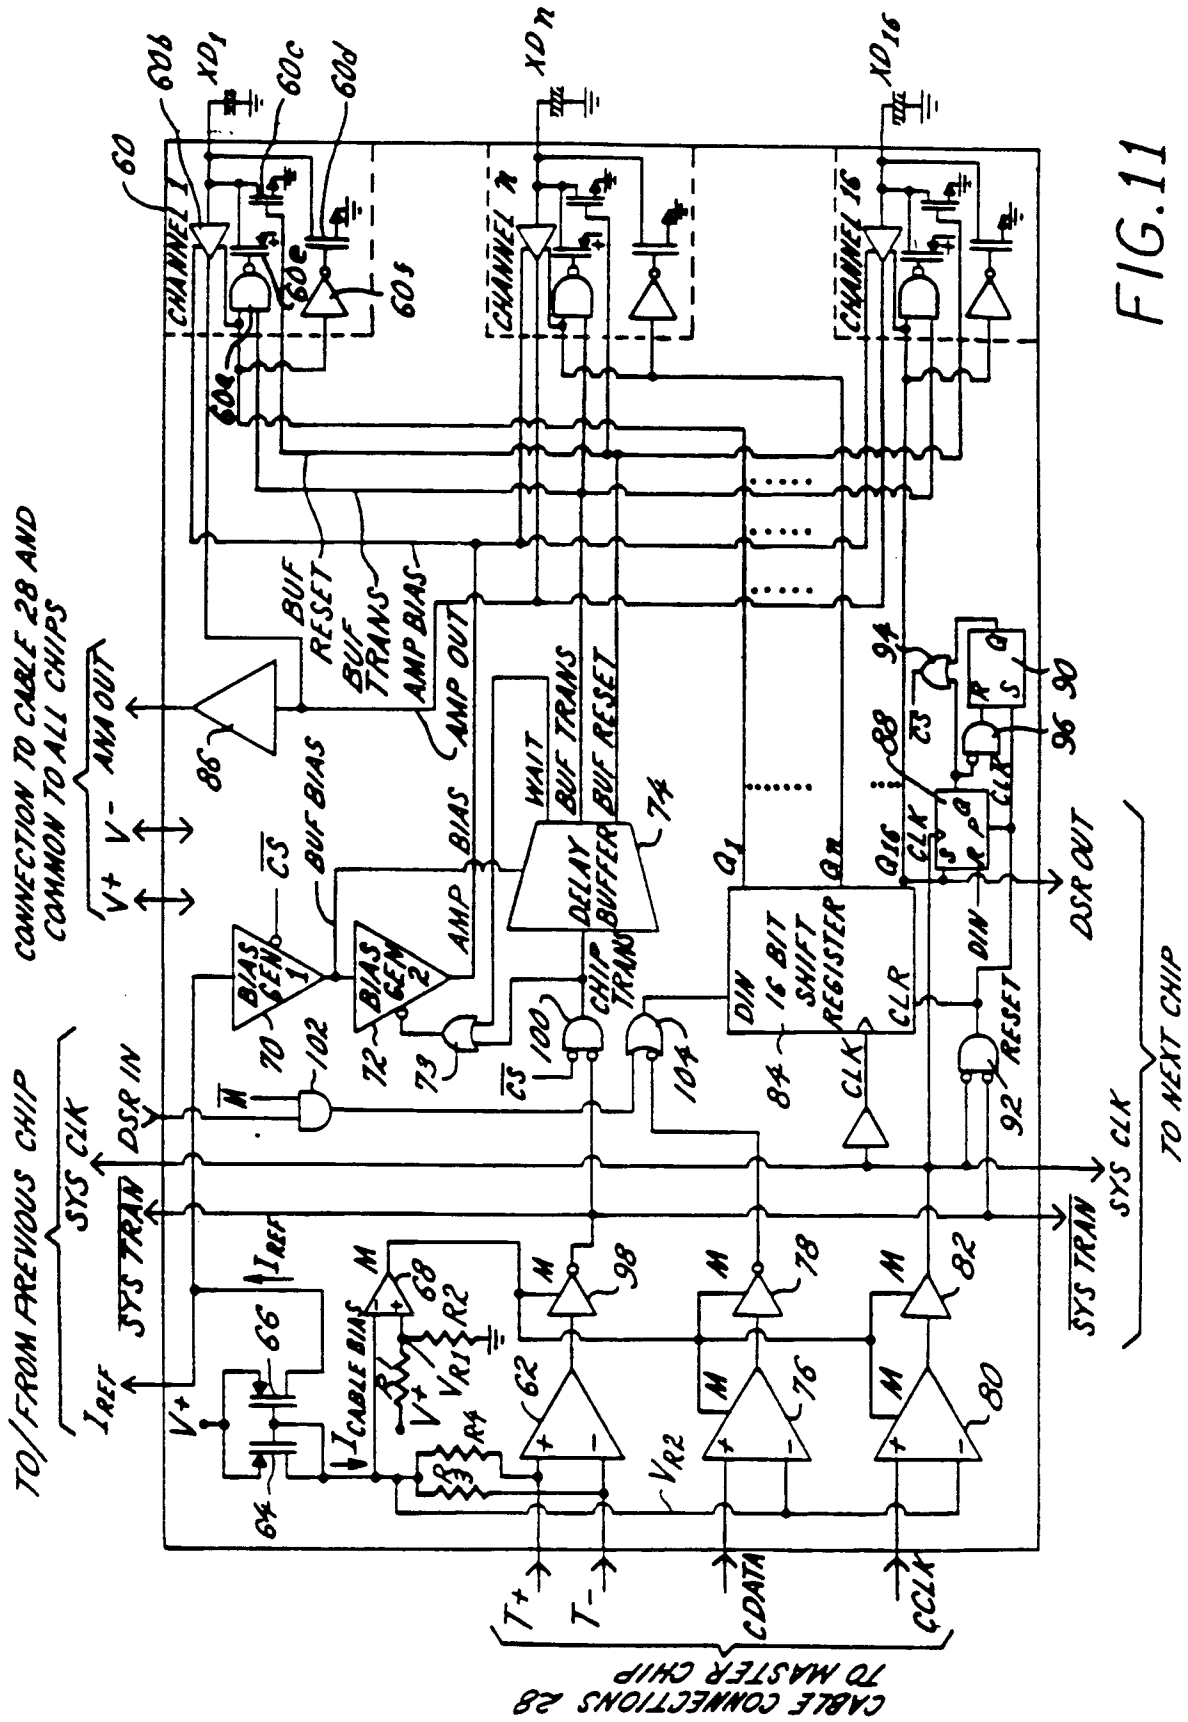 TO/FROM PREVOUS CHIP
I REF
SYS TRAN
SYS CLK
DSR IN
CONNECTION TO CABLE 28 AND
COMMON TO ALL CHIPS
V+ V- ANA OUT
V+
64
66
I REF
I CABLE BIAS
M
68
R1
V+
VR1
R2
R3
R4
VR2
M
102
70
BIAS
GEN
1
CS
BUF BIAS
72
BIAS
GEN
2
73
AMP BIAS
86
BUF
RESET
BUF
TRANS
AMP BIAS
AMP OUT
CHANNEL 1
60
60b
XD1
60c
60d
60e
60a
60f
CABLE CONNECTIONS 28
TO MASTER CHIP
T+
T-
CDATA
CCLK
62
+
-
M
98
CS
100
CHIP
TRANS
DELAY
BUFFER
74
WAIT
BUF TRANS
BUF RESET
CHANNEL n
XDn
76
M
+
-
M
78
104
DIN
16 BIT
SHIFT
REGISTER
CLR
CLK
84
Q1
Qn
Q16
80
M
+
-
M
82
92
RESET
DIN
CLK
S
R
P
Q
88
CLK
96
CS
94
R
S
Q
90
CHANNEL 16
XD16
SYS TRAN
SYS CLK
DSR OUT
TO NEXT CHIP
FIG.11